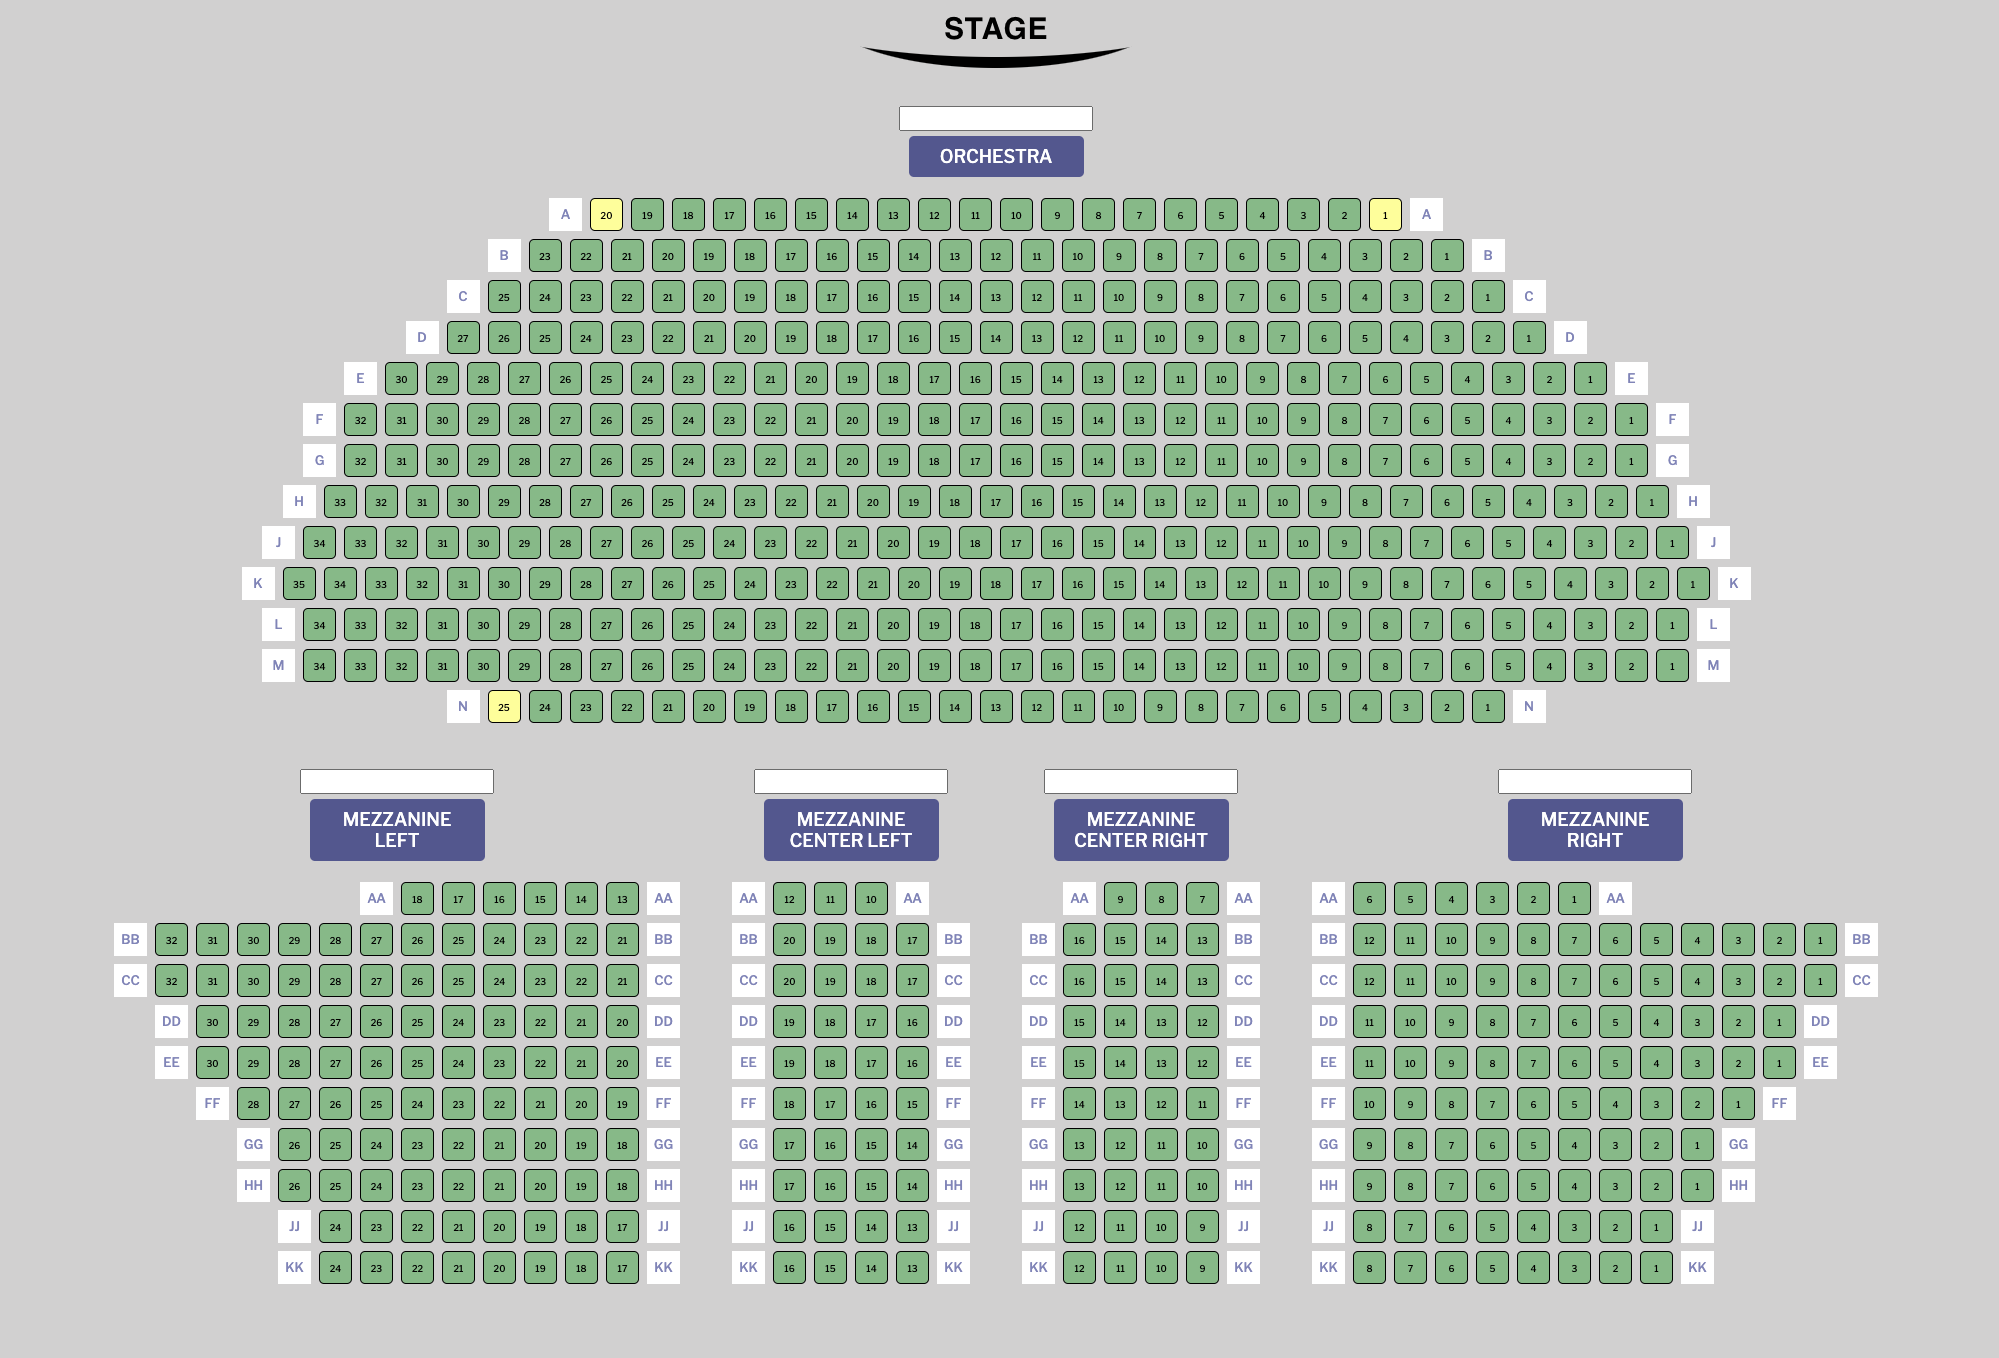 STAGE
ORCHESTRA
A 20 19 18 17 16 15 14 13 12 11 10 9 8 7 6 5 4 3 2 1 A
B 23 22 21 20 19 18 17 16 15 14 13 12 11 10 9 8 7 6 5 4 3 2 1 B
C 25 24 23 22 21 20 19 18 17 16 15 14 13 12 11 10 9 8 7 6 5 4 3 2 1 C
D 27 26 25 24 23 22 21 20 19 18 17 16 15 14 13 12 11 10 9 8 7 6 5 4 3 2 1 D
E 30 29 28 27 26 25 24 23 22 21 20 19 18 17 16 15 14 13 12 11 10 9 8 7 6 5 4 3 2 1 E
F 32 31 30 29 28 27 26 25 24 23 22 21 20 19 18 17 16 15 14 13 12 11 10 9 8 7 6 5 4 3 2 1 F
G 32 31 30 29 28 27 26 25 24 23 22 21 20 19 18 17 16 15 14 13 12 11 10 9 8 7 6 5 4 3 2 1 G
H 33 32 31 30 29 28 27 26 25 24 23 22 21 20 19 18 17 16 15 14 13 12 11 10 9 8 7 6 5 4 3 2 1 H
J 34 33 32 31 30 29 28 27 26 25 24 23 22 21 20 19 18 17 16 15 14 13 12 11 10 9 8 7 6 5 4 3 2 1 J
K 35 34 33 32 31 30 29 28 27 26 25 24 23 22 21 20 19 18 17 16 15 14 13 12 11 10 9 8 7 6 5 4 3 2 1 K
L 34 33 32 31 30 29 28 27 26 25 24 23 22 21 20 19 18 17 16 15 14 13 12 11 10 9 8 7 6 5 4 3 2 1 L
M 34 33 32 31 30 29 28 27 26 25 24 23 22 21 20 19 18 17 16 15 14 13 12 11 10 9 8 7 6 5 4 3 2 1 M
N 25 24 23 22 21 20 19 18 17 16 15 14 13 12 11 10 9 8 7 6 5 4 3 2 1 N
MEZZANINE
LEFT
AA 18 17 16 15 14 13 AA
BB 32 31 30 29 28 27 26 25 24 23 22 21 BB
CC 32 31 30 29 28 27 26 25 24 23 22 21 CC
DD 30 29 28 27 26 25 24 23 22 21 20 DD
EE 30 29 28 27 26 25 24 23 22 21 20 EE
FF 28 27 26 25 24 23 22 21 20 19 FF
GG 26 25 24 23 22 21 20 19 18 GG
HH 26 25 24 23 22 21 20 19 18 HH
JJ 24 23 22 21 20 19 18 17 JJ
KK 24 23 22 21 20 19 18 17 KK
MEZZANINE
CENTER LEFT
AA 12 11 10 AA
BB 20 19 18 17 BB
CC 20 19 18 17 CC
DD 19 18 17 16 DD
EE 19 18 17 16 EE
FF 18 17 16 15 FF
GG 17 16 15 14 GG
HH 17 16 15 14 HH
JJ 16 15 14 13 JJ
KK 16 15 14 13 KK
MEZZANINE
CENTER RIGHT
AA 9 8 7 AA
BB 16 15 14 13 BB
CC 16 15 14 13 CC
DD 15 14 13 12 DD
EE 15 14 13 12 EE
FF 14 13 12 11 FF
GG 13 12 11 10 GG
HH 13 12 11 10 HH
JJ 12 11 10 9 JJ
KK 12 11 10 9 KK
MEZZANINE
RIGHT
AA 6 5 4 3 2 1 AA
BB 12 11 10 9 8 7 6 5 4 3 2 1 BB
CC 12 11 10 9 8 7 6 5 4 3 2 1 CC
DD 11 10 9 8 7 6 5 4 3 2 1 DD
EE 11 10 9 8 7 6 5 4 3 2 1 EE
FF 10 9 8 7 6 5 4 3 2 1 FF
GG 9 8 7 6 5 4 3 2 1 GG
HH 9 8 7 6 5 4 3 2 1 HH
JJ 8 7 6 5 4 3 2 1 JJ
KK 8 7 6 5 4 3 2 1 KK